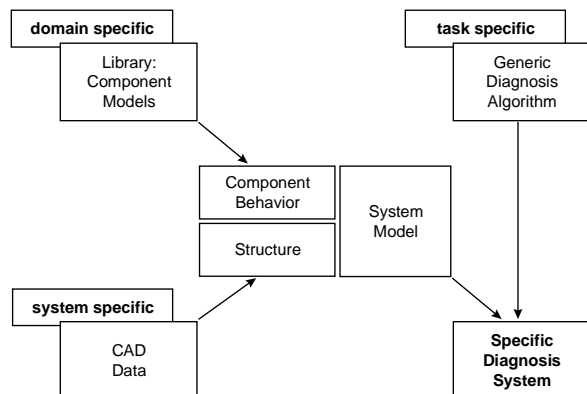 domain specific
Library:
Component
Models
task specific
Generic
Diagnosis
Algorithm
Component
Behavior
Structure
System
Model
system specific
CAD
Data
Specific
Diagnosis
System